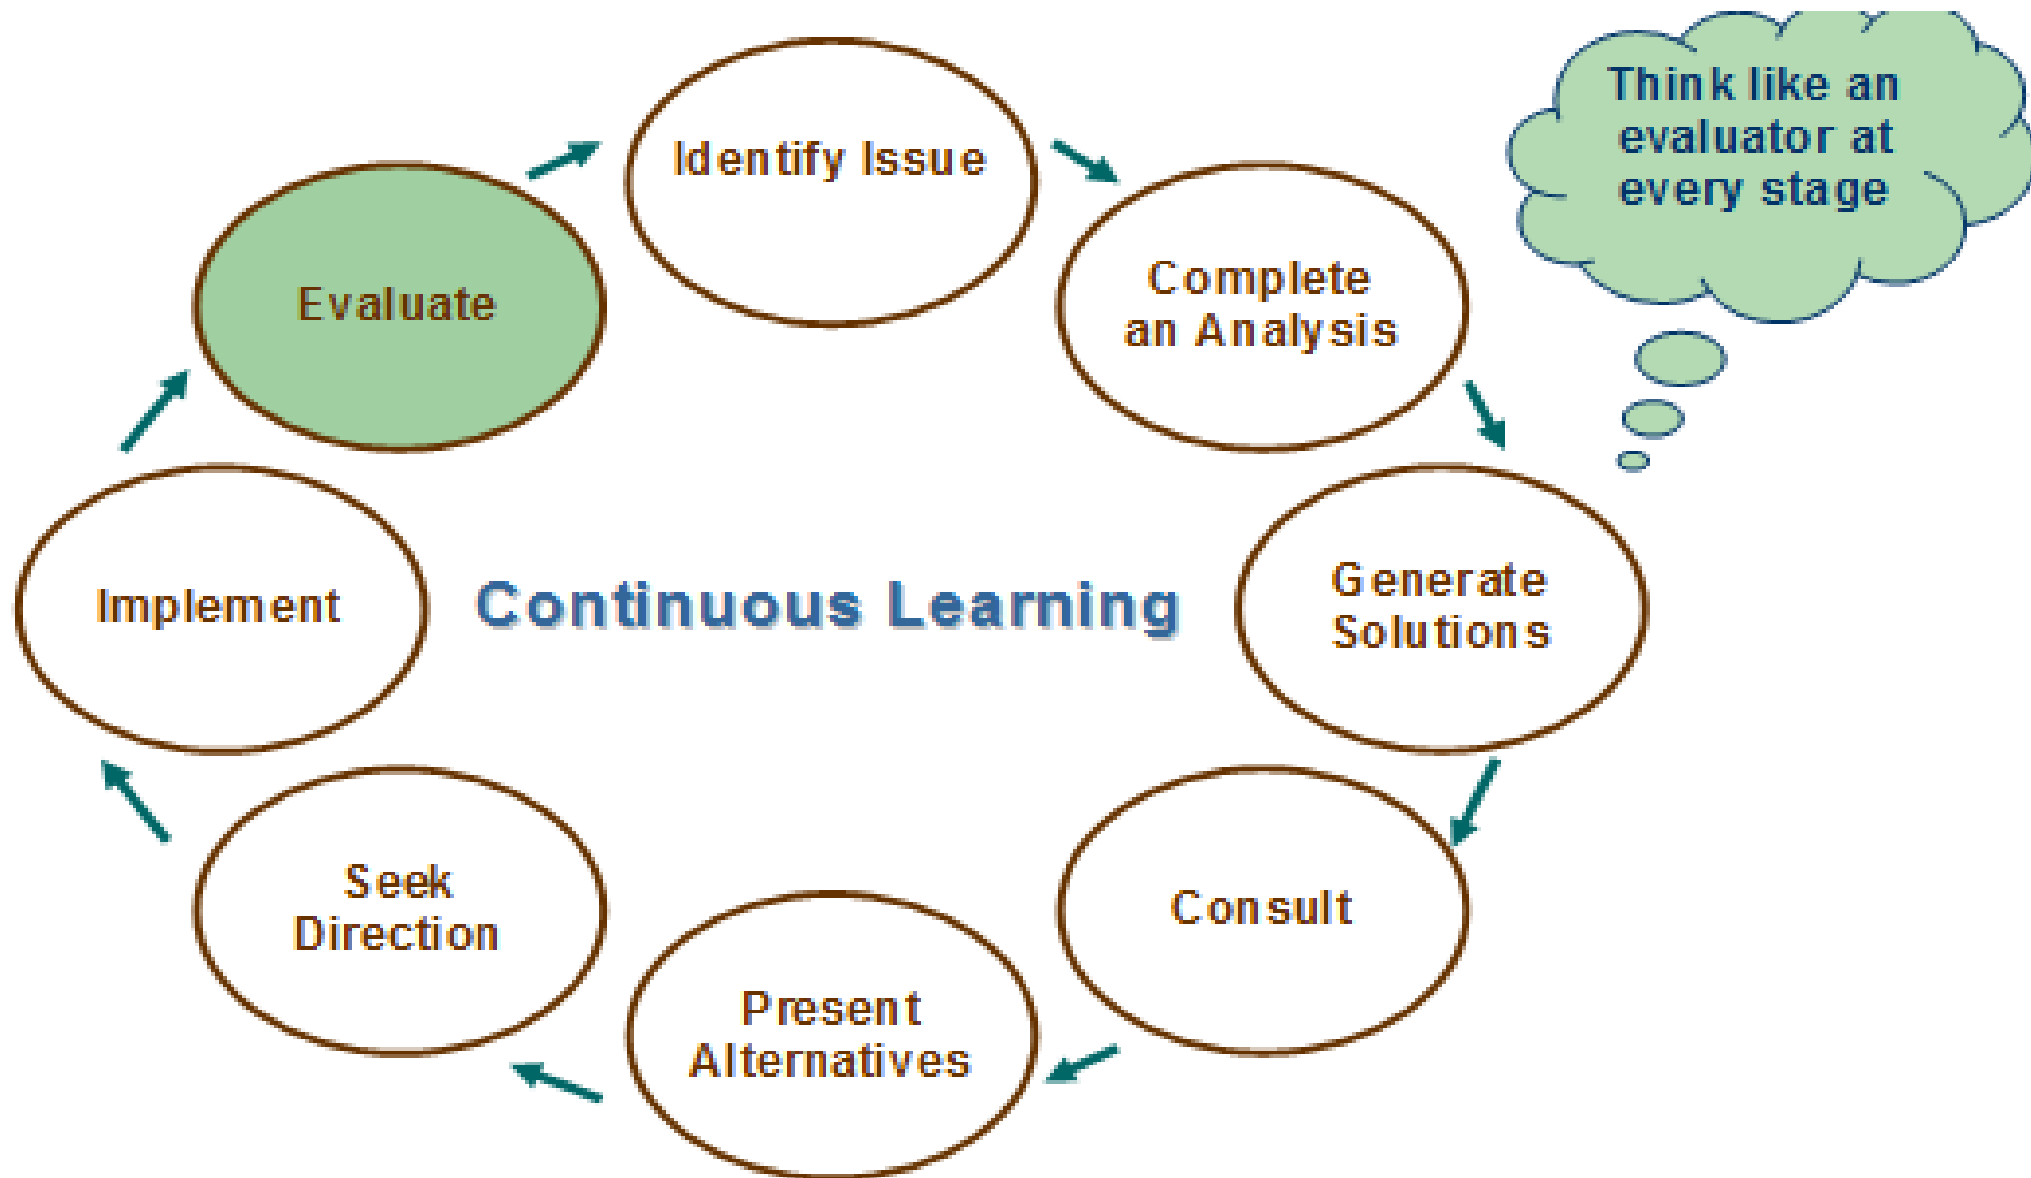 Think like an
evaluator at
every stage
Identify Issue
Complete
an Analysis
Evaluate
Generate
Solutions
Continuous Learning
Implement
Consult
Seek
Direction
Present
Alternatives